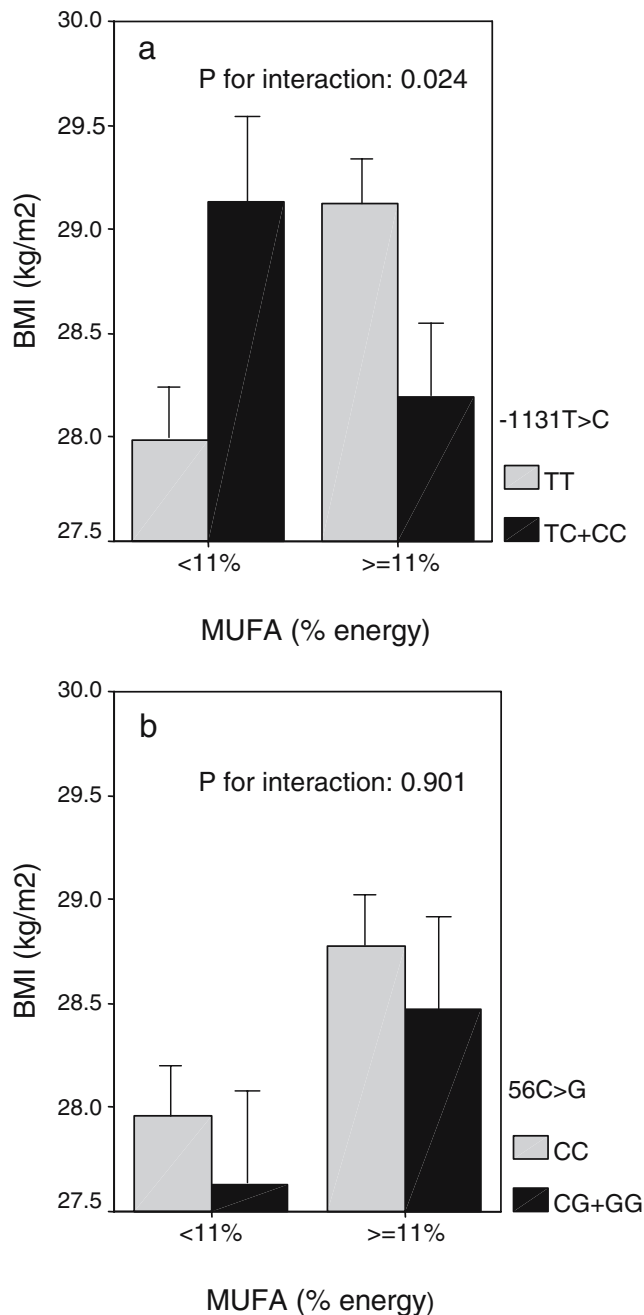 30.0
a
P for interaction: 0.024
29.5
29.0
BMI (kg/m2)
28.5
28.0
-1131T>C
TT
27.5
TC+CC
<11%
>=11%
MUFA (% energy)
30.0
b
P for interaction: 0.901
29.5
29.0
BMI (kg/m2)
28.5
28.0
56C>G
CC
27.5
CG+GG
<11%
>=11%
MUFA (% energy)